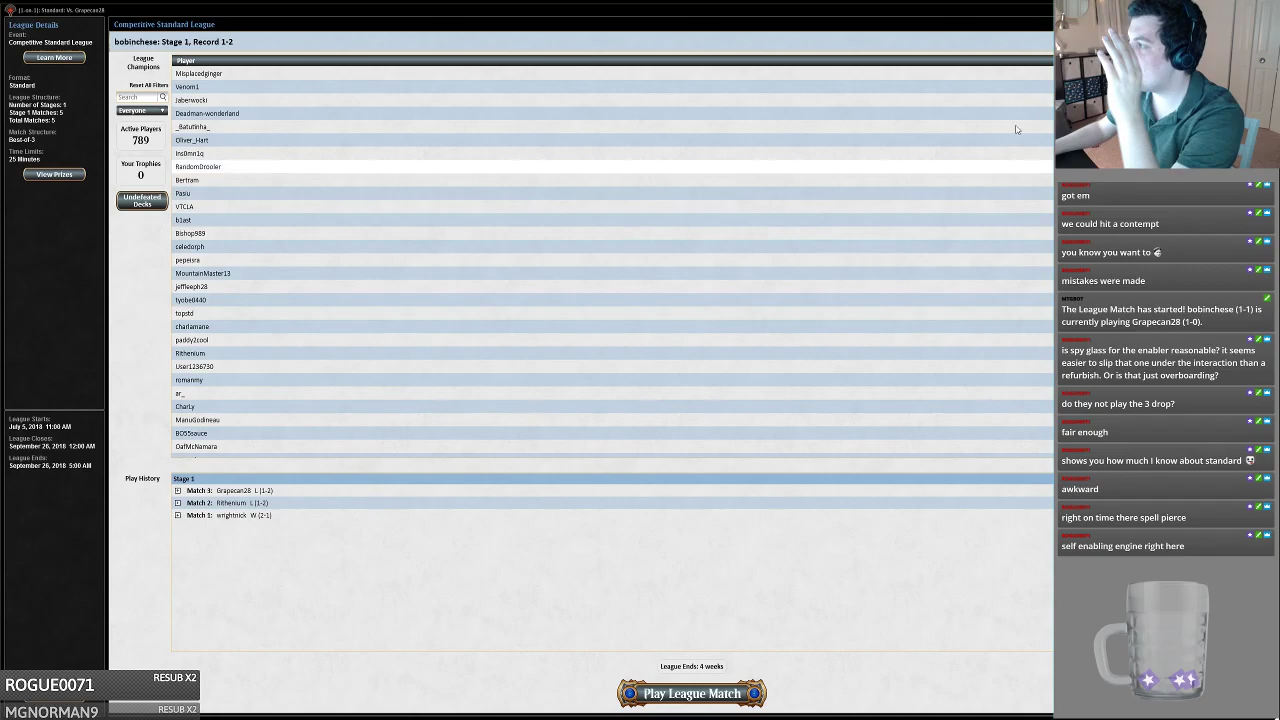 (1-on-1): Standard: Vs. Grapecan28
League Details
Event:
Competitive Standard League
Learn More
Format:
Standard
League Structure:
Number of Stages: 1
Stage 1 Matches: 5
Total Matches: 5
Match Structure:
Best-of-3
Time Limits:
25 Minutes
View Prizes
League Starts:
July 5, 2018 11:00 AM
League Closes:
September 26, 2018 12:00 AM
League Ends:
September 26, 2018 5:00 AM
Competitive Standard League
bobinchese: Stage 1, Record 1-2
League
Champions
Reset All Filters
Search
Everyone
Active Players
789
Your Trophies
0
Undefeated
Decks
Player
Misplacedginger
Venom1
Jaberwocki
Deadman-wonderland
_Batutinha_
Oliver_Hart
Ins0mn1q
RandomDrooler
Bertram
Pasiu
VTCLA
b1ast
Bishop989
celedorph
pepeisra
MountainMaster13
jeffleeph28
tyobe0440
topstd
charlamane
paddy2cool
Rithenium
User1236730
romanmy
ar_
CharLy
ManuGodineau
BO55sauce
OafMcNamara
Play History
Stage 1
Match 3: Grapecan28 L (1-2)
Match 2: Rithenium L (1-2)
Match 1: wrightnick W (2-1)
League Ends: 4 weeks
Play League Match
got em
we could hit a contempt
you know you want to
mistakes were made
MTGBOT
The League Match has started! bobinchese (1-1) is
currently playing Grapecan28 (1-0).
is spy glass for the enabler reasonable? it seems
easier to slip that one under the interaction than a
refurbish. Or is that just overboarding?
do they not play the 3 drop?
fair enough
shows you how much I know about standard
awkward
right on time there spell pierce
self enabling engine right here
ROGUE0071
RESUB X2
MGNORMAN9
RESUB X2